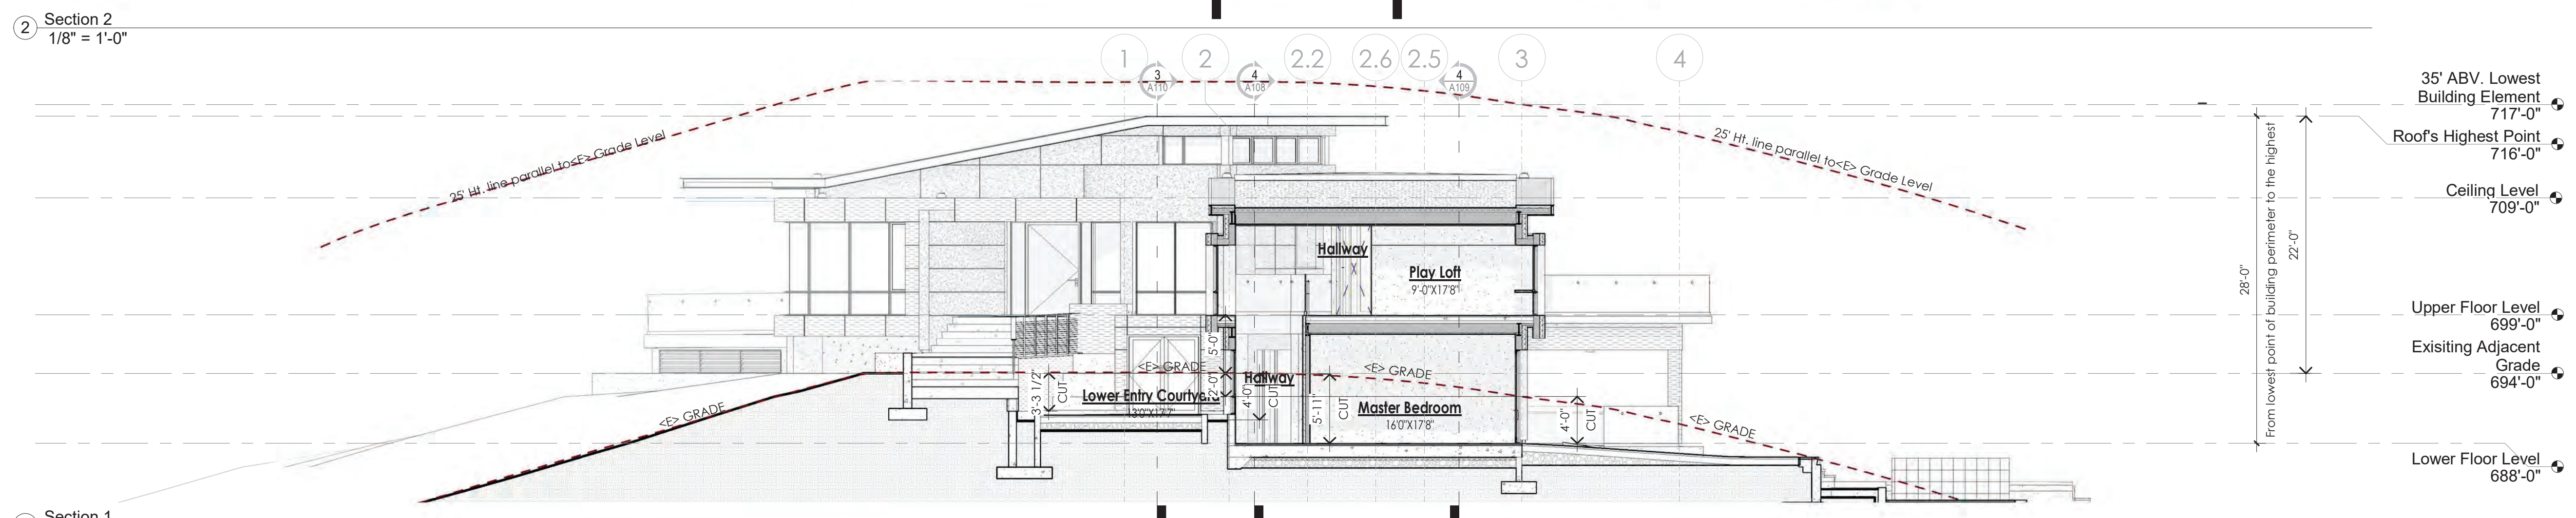 2
Section 2
1/8" = 1'-0"
1
2
2.2
2.6
2.5
3
4
3
A110
4
A108
4
A109
35' ABV. Lowest
Building Element
717'-0"
Roof's Highest Point
716'-0"
Ceiling Level
709'-0"
Upper Floor Level
699'-0"
Exisiting Adjacent
Grade
694'-0"
Lower Floor Level
688'-0"
25' Ht. line parallel to<E> Grade Level
25' Ht. line parallel to<E> Grade Level
28'-0"
From lowest point of building perimeter to the highest
22'-0"
Hallway
Play Loft
9'-0"X17'8"
5'-0"
<E> GRADE
<E> GRADE
<E> GRADE
<E> GRADE
3'-3 1/2"
CUT
Lower Entry Courtyard
13'0"X17'7"
2'-0"
Hallway
4'-0"
CUT
5'-11"
CUT
Master Bedroom
16'0"X17'8"
4'-0"
CUT
Section 1